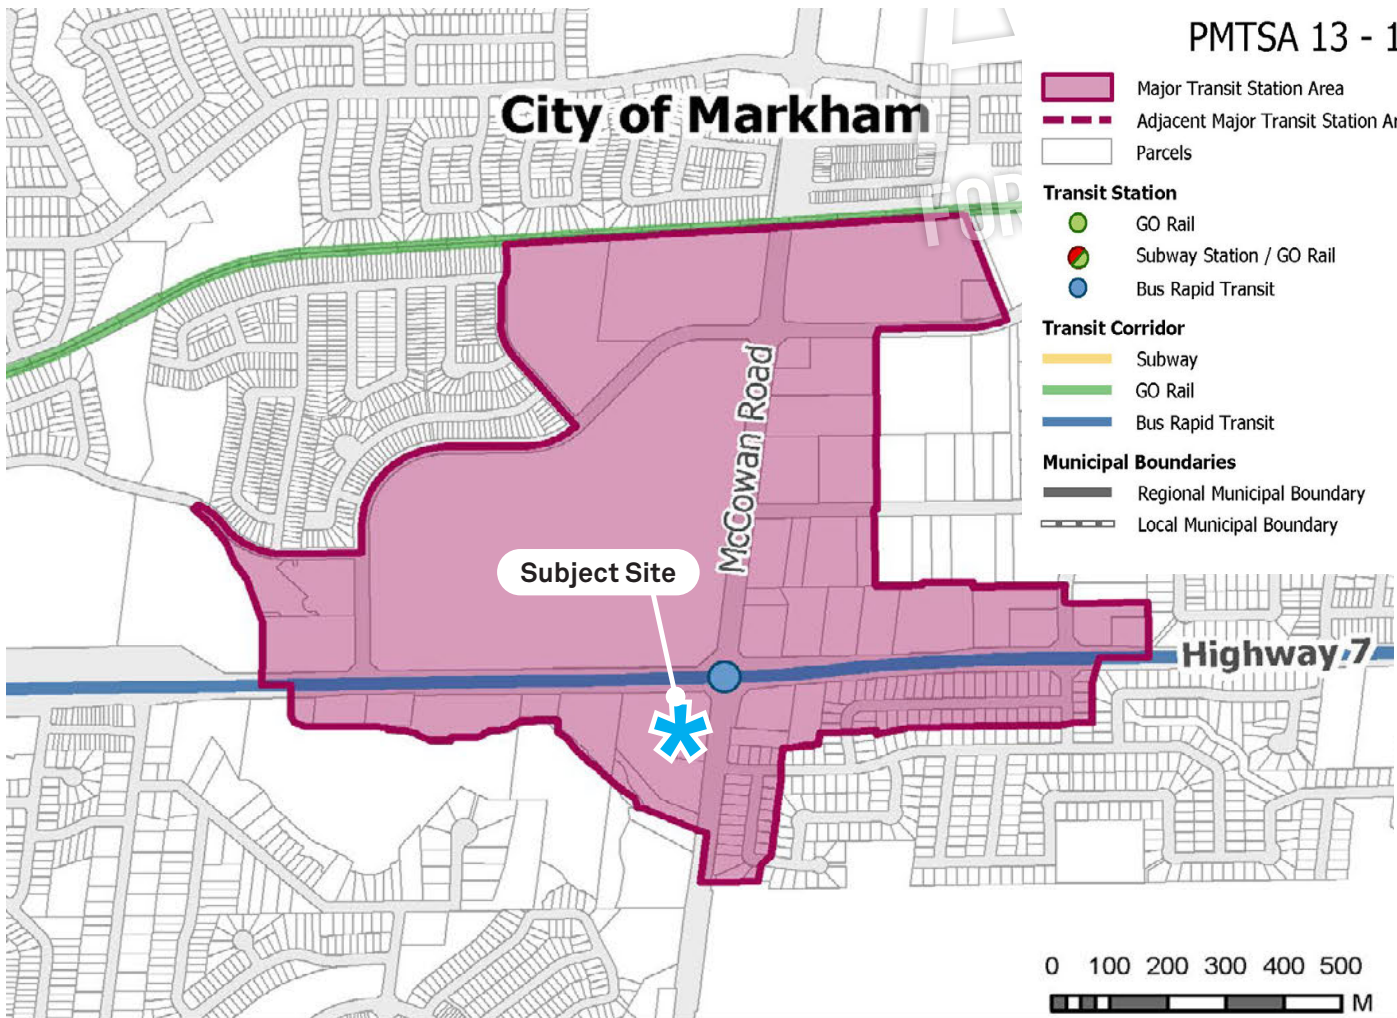 PMTSA 13 - 1
City of Markham
Major Transit Station Area
Adjacent Major Transit Station Ar
Parcels
FOR
Transit Station
GO Rail
Subway Station / GO Rail
Bus Rapid Transit
Transit Corridor
Subway
GO Rail
Bus Rapid Transit
Municipal Boundaries
Regional Municipal Boundary
Local Municipal Boundary
McCowan Road
Subject Site
Highway 7
0 100 200 300 400 500
M